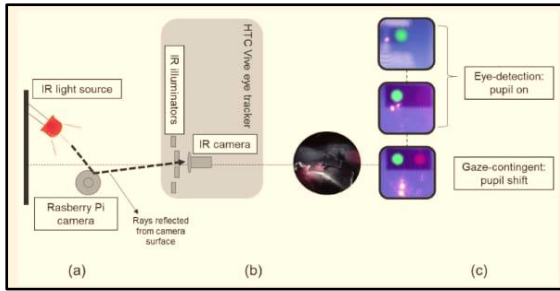 IR light source
Rasberry Pi
camera
Rays reflected
from camera
surface
(a)
IR illuminators
HTC Vive eye tracker
IR camera
(b)
Eye-detection:
pupil on
Gaze-contingent:
pupil shift
(c)